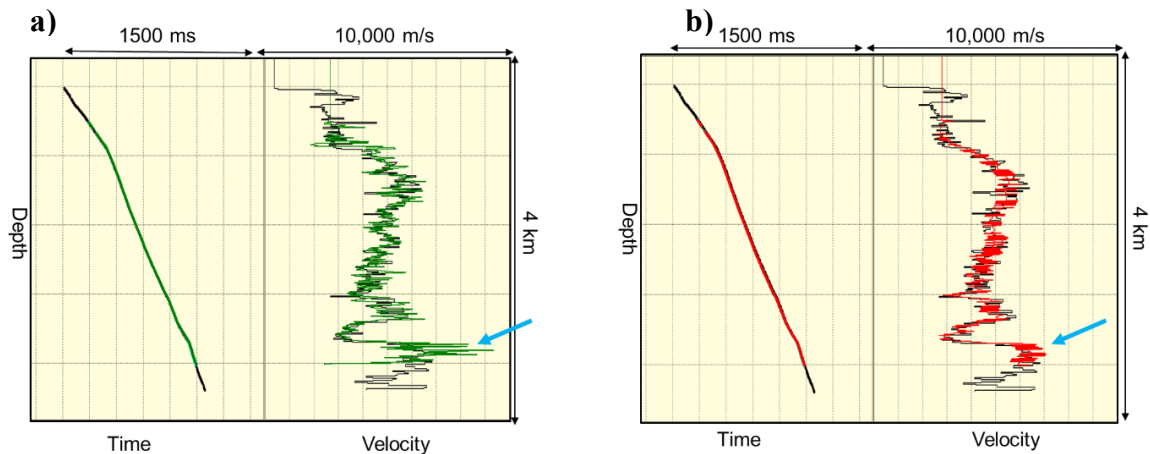 a)
1500 ms
10,000 m/s
Depth
4 km
Time
Velocity
b)
1500 ms
10,000 m/s
Depth
4 km
Time
Velocity